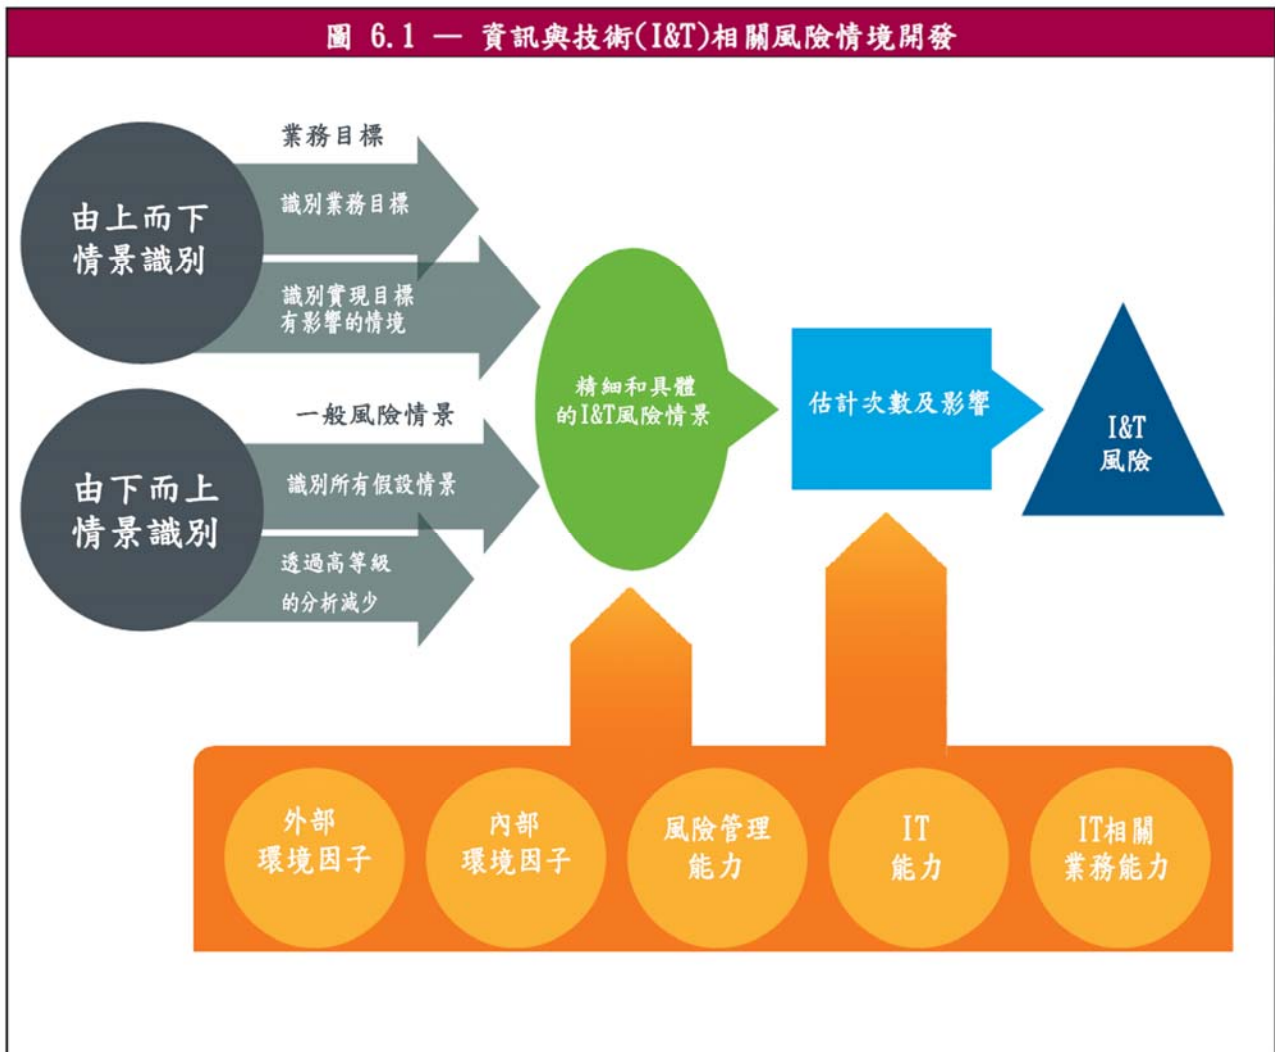 圖 6.1 — 資訊與技術(I&T)相關風險情境開發
業務目標
由上而下
情景識別
識別業務目標
識別實現目標
有影響的情境
一般風險情景
由下而上
情景識別
識別所有假設情景
透過高等級
的分析減少
精細和具體
的I&T風險情景
估計次數及影響
I&T
風險
外部
環境因子
內部
環境因子
風險管理
能力
IT
能力
IT相關
業務能力